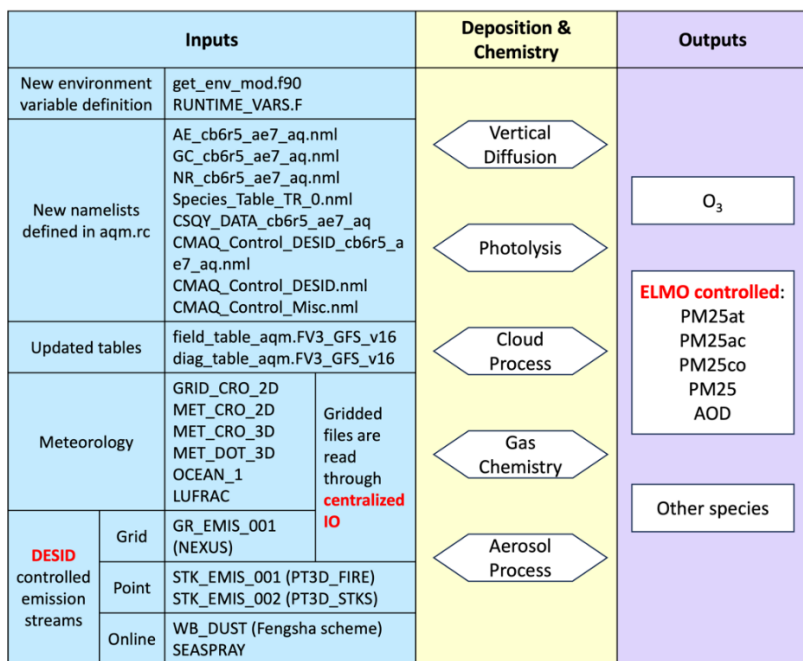 Inputs
Deposition &
Chemistry
Outputs
New environment
variable definition
get_env_mod.f90
RUNTIME_VARS.F
New namelists
defined in aqm.rc
AE_cb6r5_ae7_aq.nml
GC_cb6r5_ae7_aq.nml
NR_cb6r5_ae7_aq.nml
Species_Table_TR_0.nml
CSQY_DATA_cb6r5_ae7_aq
CMAQ_Control_DESID_cb6r5_a
e7_aq.nml
CMAQ_Control_DESID.nml
CMAQ_Control_Misc.nml
Updated tables
field_table_aqm.FV3_GFS_v16
diag_table_aqm.FV3_GFS_v16
Meteorology
GRID_CRO_2D
MET_CRO_2D
MET_CRO_3D
MET_DOT_3D
OCEAN_1
LUFRAC
Gridded
files are
read
through
centralized
IO
DESID
controlled
emission
streams
Grid
GR_EMIS_001
(NEXUS)
Point
STK_EMIS_001 (PT3D_FIRE)
STK_EMIS_002 (PT3D_STKS)
Online
WB_DUST (Fengsha scheme)
SEASPRAY
Vertical
Diffusion
Photolysis
Cloud
Process
Gas
Chemistry
Aerosol
Process
O₃
ELMO controlled:
PM25at
PM25ac
PM25co
PM25
AOD
Other species